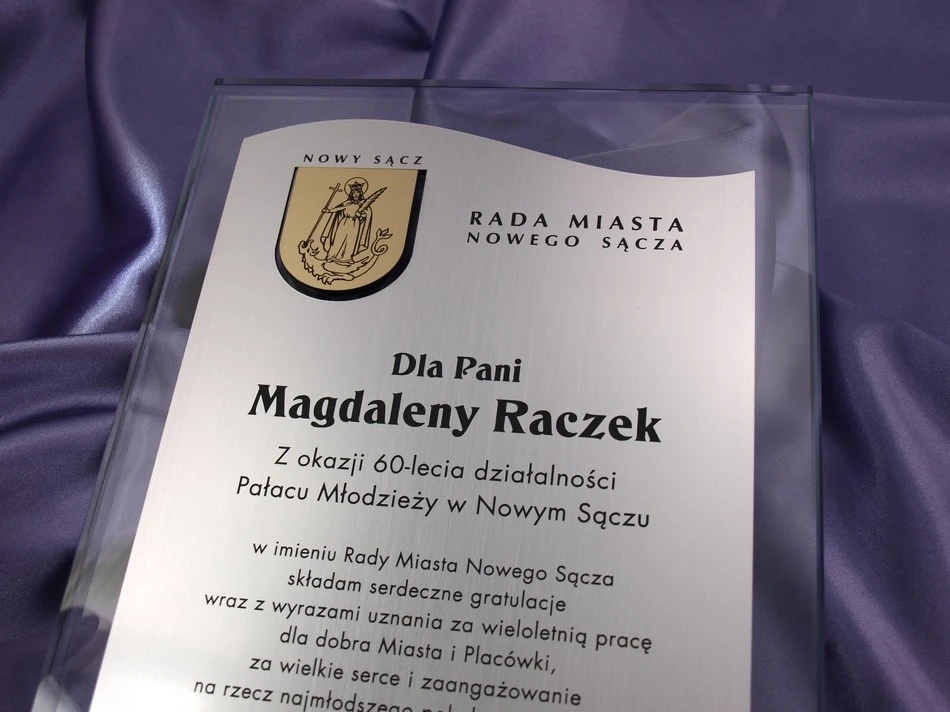 NOWY SĄCZ
RADA MIASTA
NOWEGO SĄCZA
Dla Pani
Magdaleny Raczek
Z okazji 60-lecia działalności
Pałacu Młodzieży w Nowym Sączu
w imieniu Rady Miasta Nowego Sącza
składam serdeczne gratulacje
wraz z wyrazami uznania za wieloletnią pracę
dla dobra Miasta i Placówki,
za wielkie serce i zaangażowanie
na rzecz najmłodszego